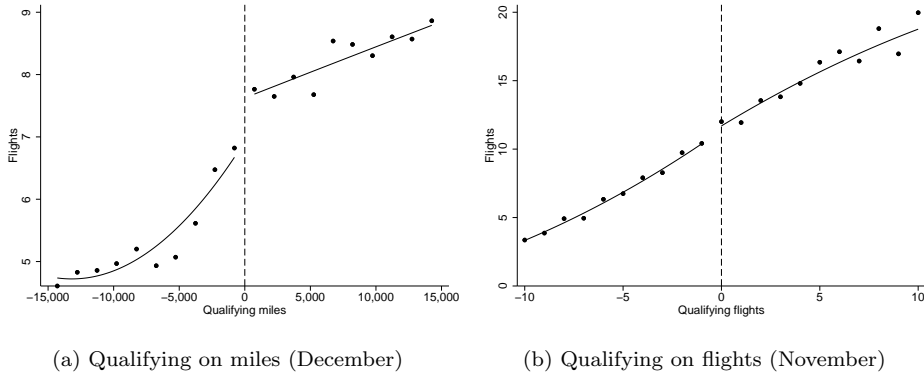 Flights
9
8
7
6
5
−15,000 −10,000 −5,000 0 5,000 10,000 15,000
Qualifying miles
(a) Qualifying on miles (December)
Flights
20
15
10
5
0
−10 −5 0 5 10
Qualifying flights
(b) Qualifying on flights (November)